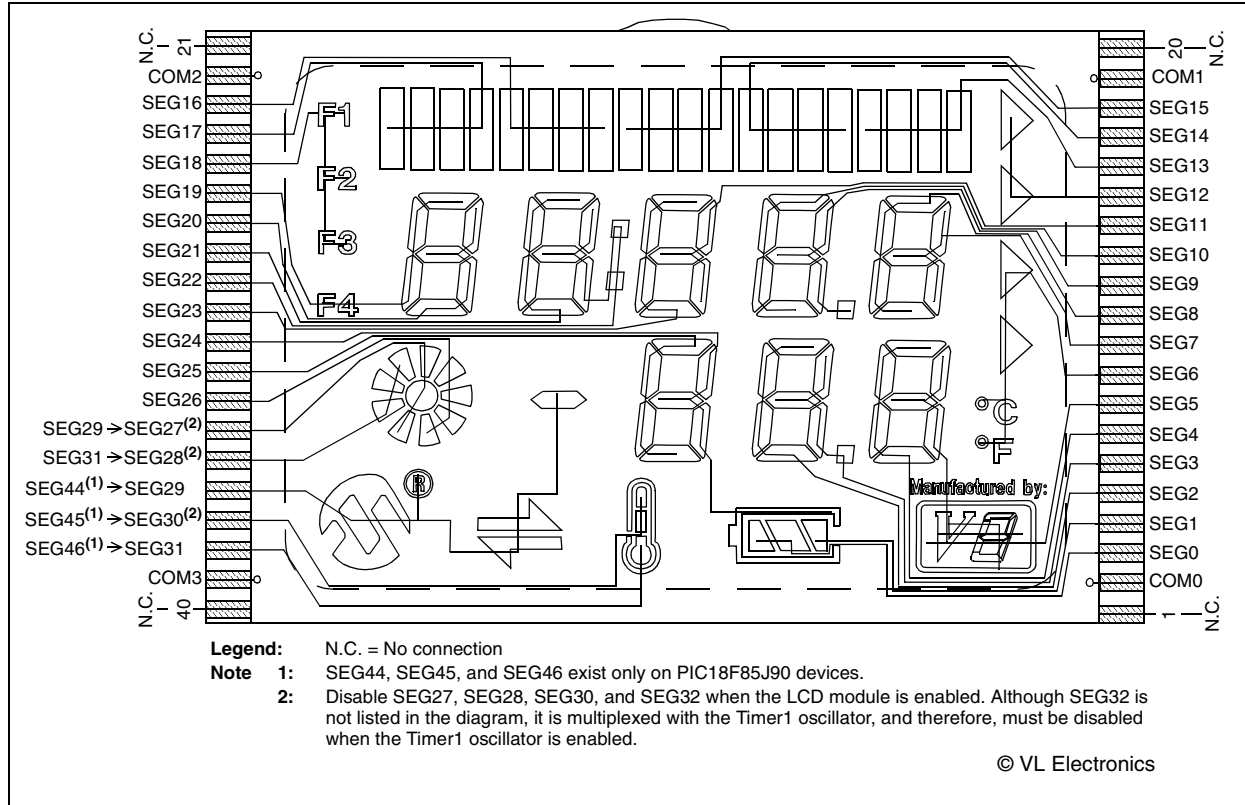 N.C.
21
COM2
SEG16
SEG17
SEG18
SEG19
SEG20
SEG21
SEG22
SEG23
SEG24
SEG25
SEG26
SEG29 → SEG27(2)
SEG31 → SEG28(2)
SEG44(1) → SEG29
SEG45(1) → SEG30(2)
SEG46(1) → SEG31
COM3
N.C.
40
F1
F2
F3
F4
®
°C
°F
Manufactured by:
20
N.C.
COM1
SEG15
SEG14
SEG13
SEG12
SEG11
SEG10
SEG9
SEG8
SEG7
SEG6
SEG5
SEG4
SEG3
SEG2
SEG1
SEG0
COM0
1
N.C.
Legend: N.C. = No connection
Note 1: SEG44, SEG45, and SEG46 exist only on PIC18F85J90 devices.
2: Disable SEG27, SEG28, SEG30, and SEG32 when the LCD module is enabled. Although SEG32 is
not listed in the diagram, it is multiplexed with the Timer1 oscillator, and therefore, must be disabled
when the Timer1 oscillator is enabled.
© VL Electronics